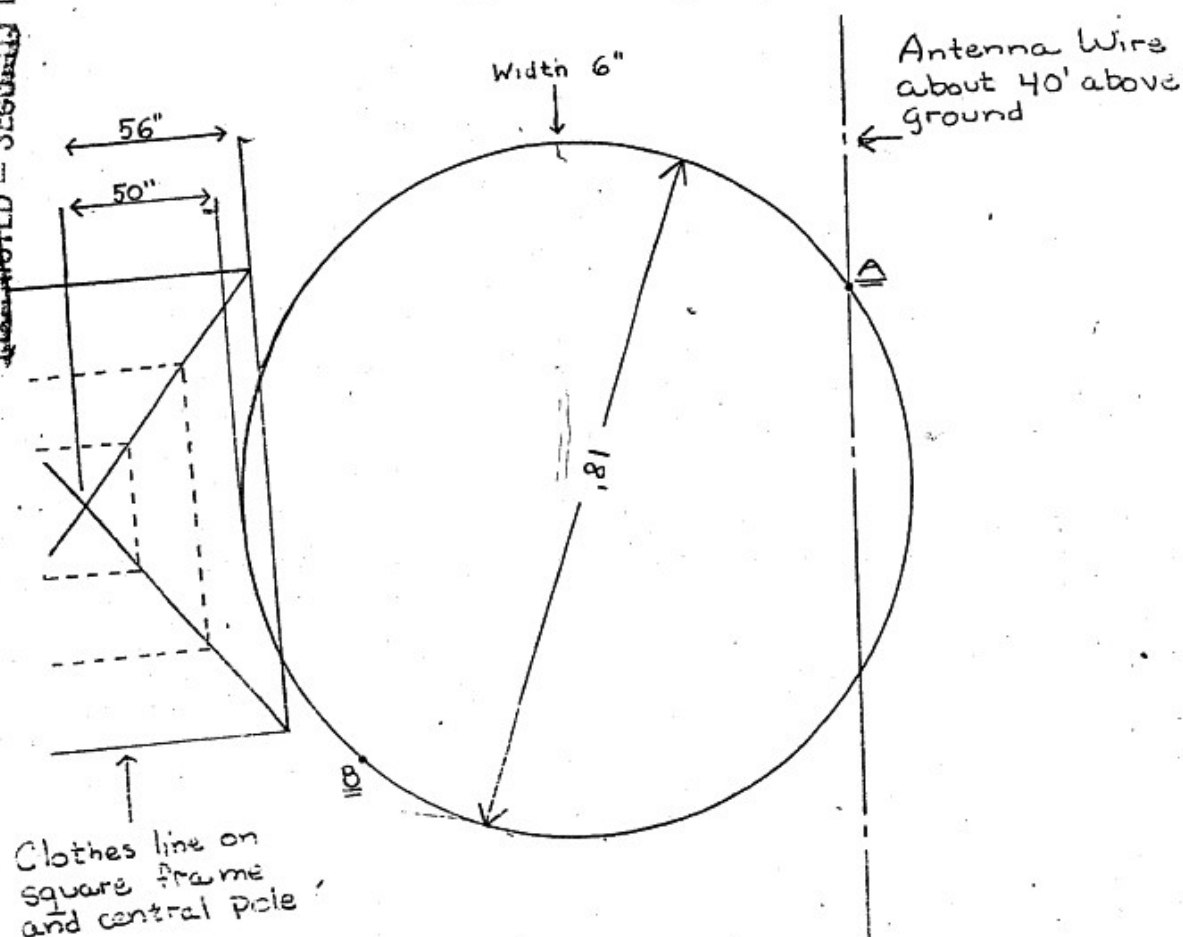 Width 6"
Antenna Wire
about 40' above
ground
56"
50"
A
18'
B
Clothes line on
square frame
and central pole